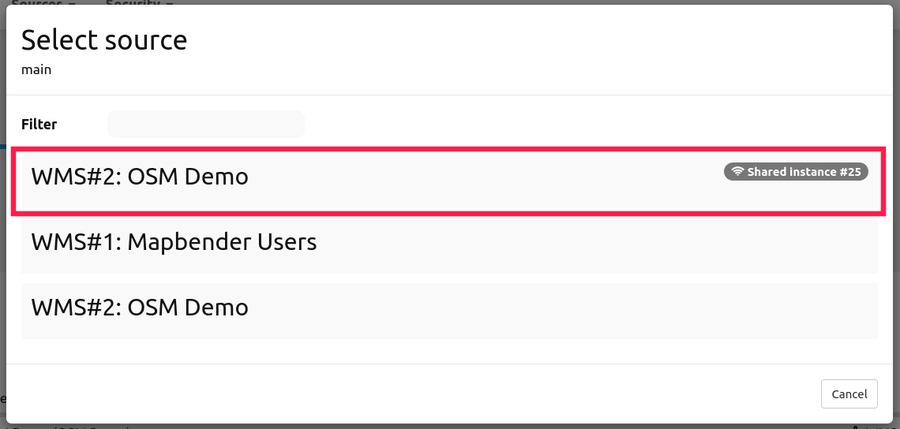 Sources
Security
Select source
main
Filter
WMS#2: OSM Demo
Shared instance #25
WMS#1: Mapbender Users
WMS#2: OSM Demo
Cancel